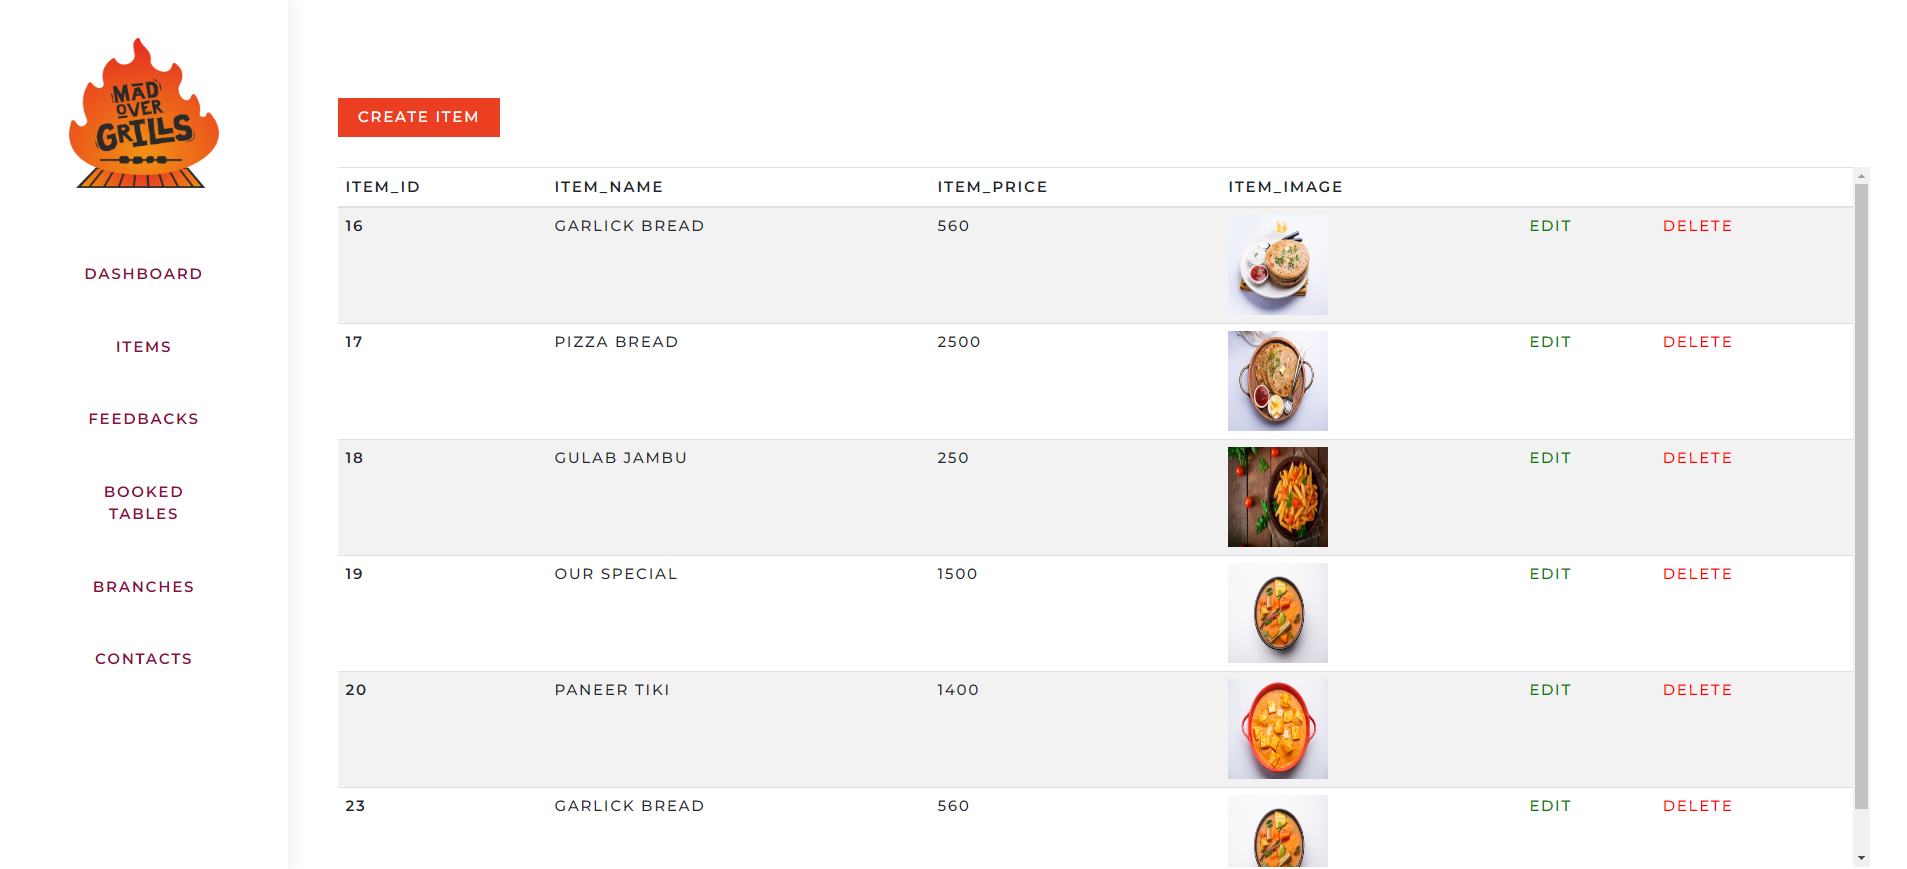 MAD
OVER
GRILLS
DASHBOARD
ITEMS
FEEDBACKS
BOOKED
TABLES
BRANCHES
CONTACTS
CREATE ITEM
ITEM_ID ITEM_NAME ITEM_PRICE ITEM_IMAGE
16 GARLICK BREAD 560 EDIT DELETE
17 PIZZA BREAD 2500 EDIT DELETE
18 GULAB JAMBU 250 EDIT DELETE
19 OUR SPECIAL 1500 EDIT DELETE
20 PANEER TIKI 1400 EDIT DELETE
23 GARLICK BREAD 560 EDIT DELETE